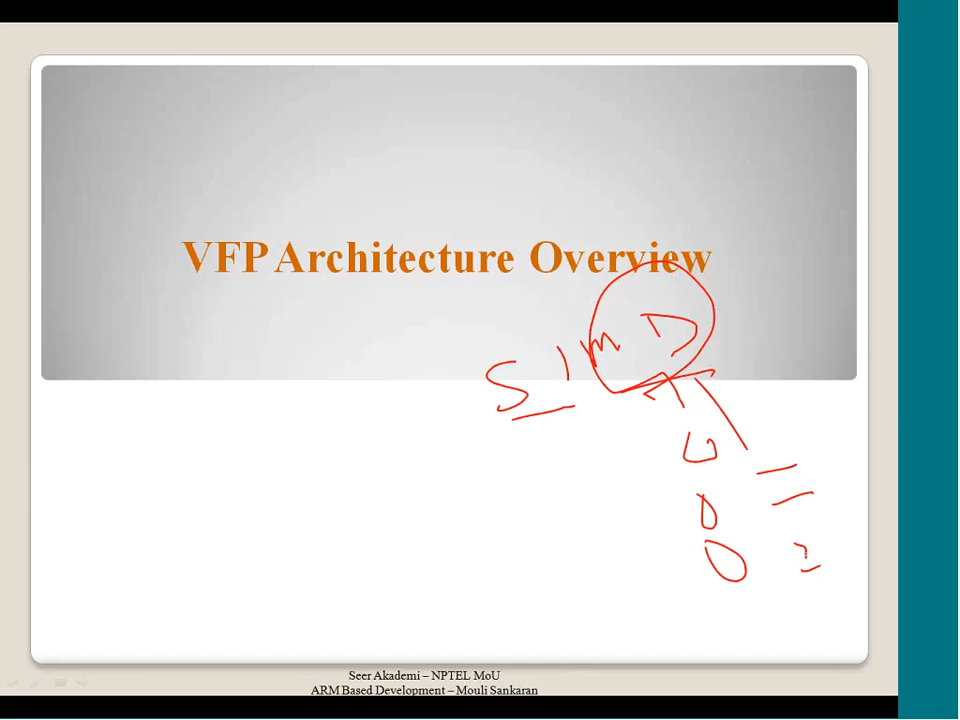 VFP Architecture Overview
SIMD
Seer Akademi – NPTEL MoU
ARM Based Development – Mouli Sankaran